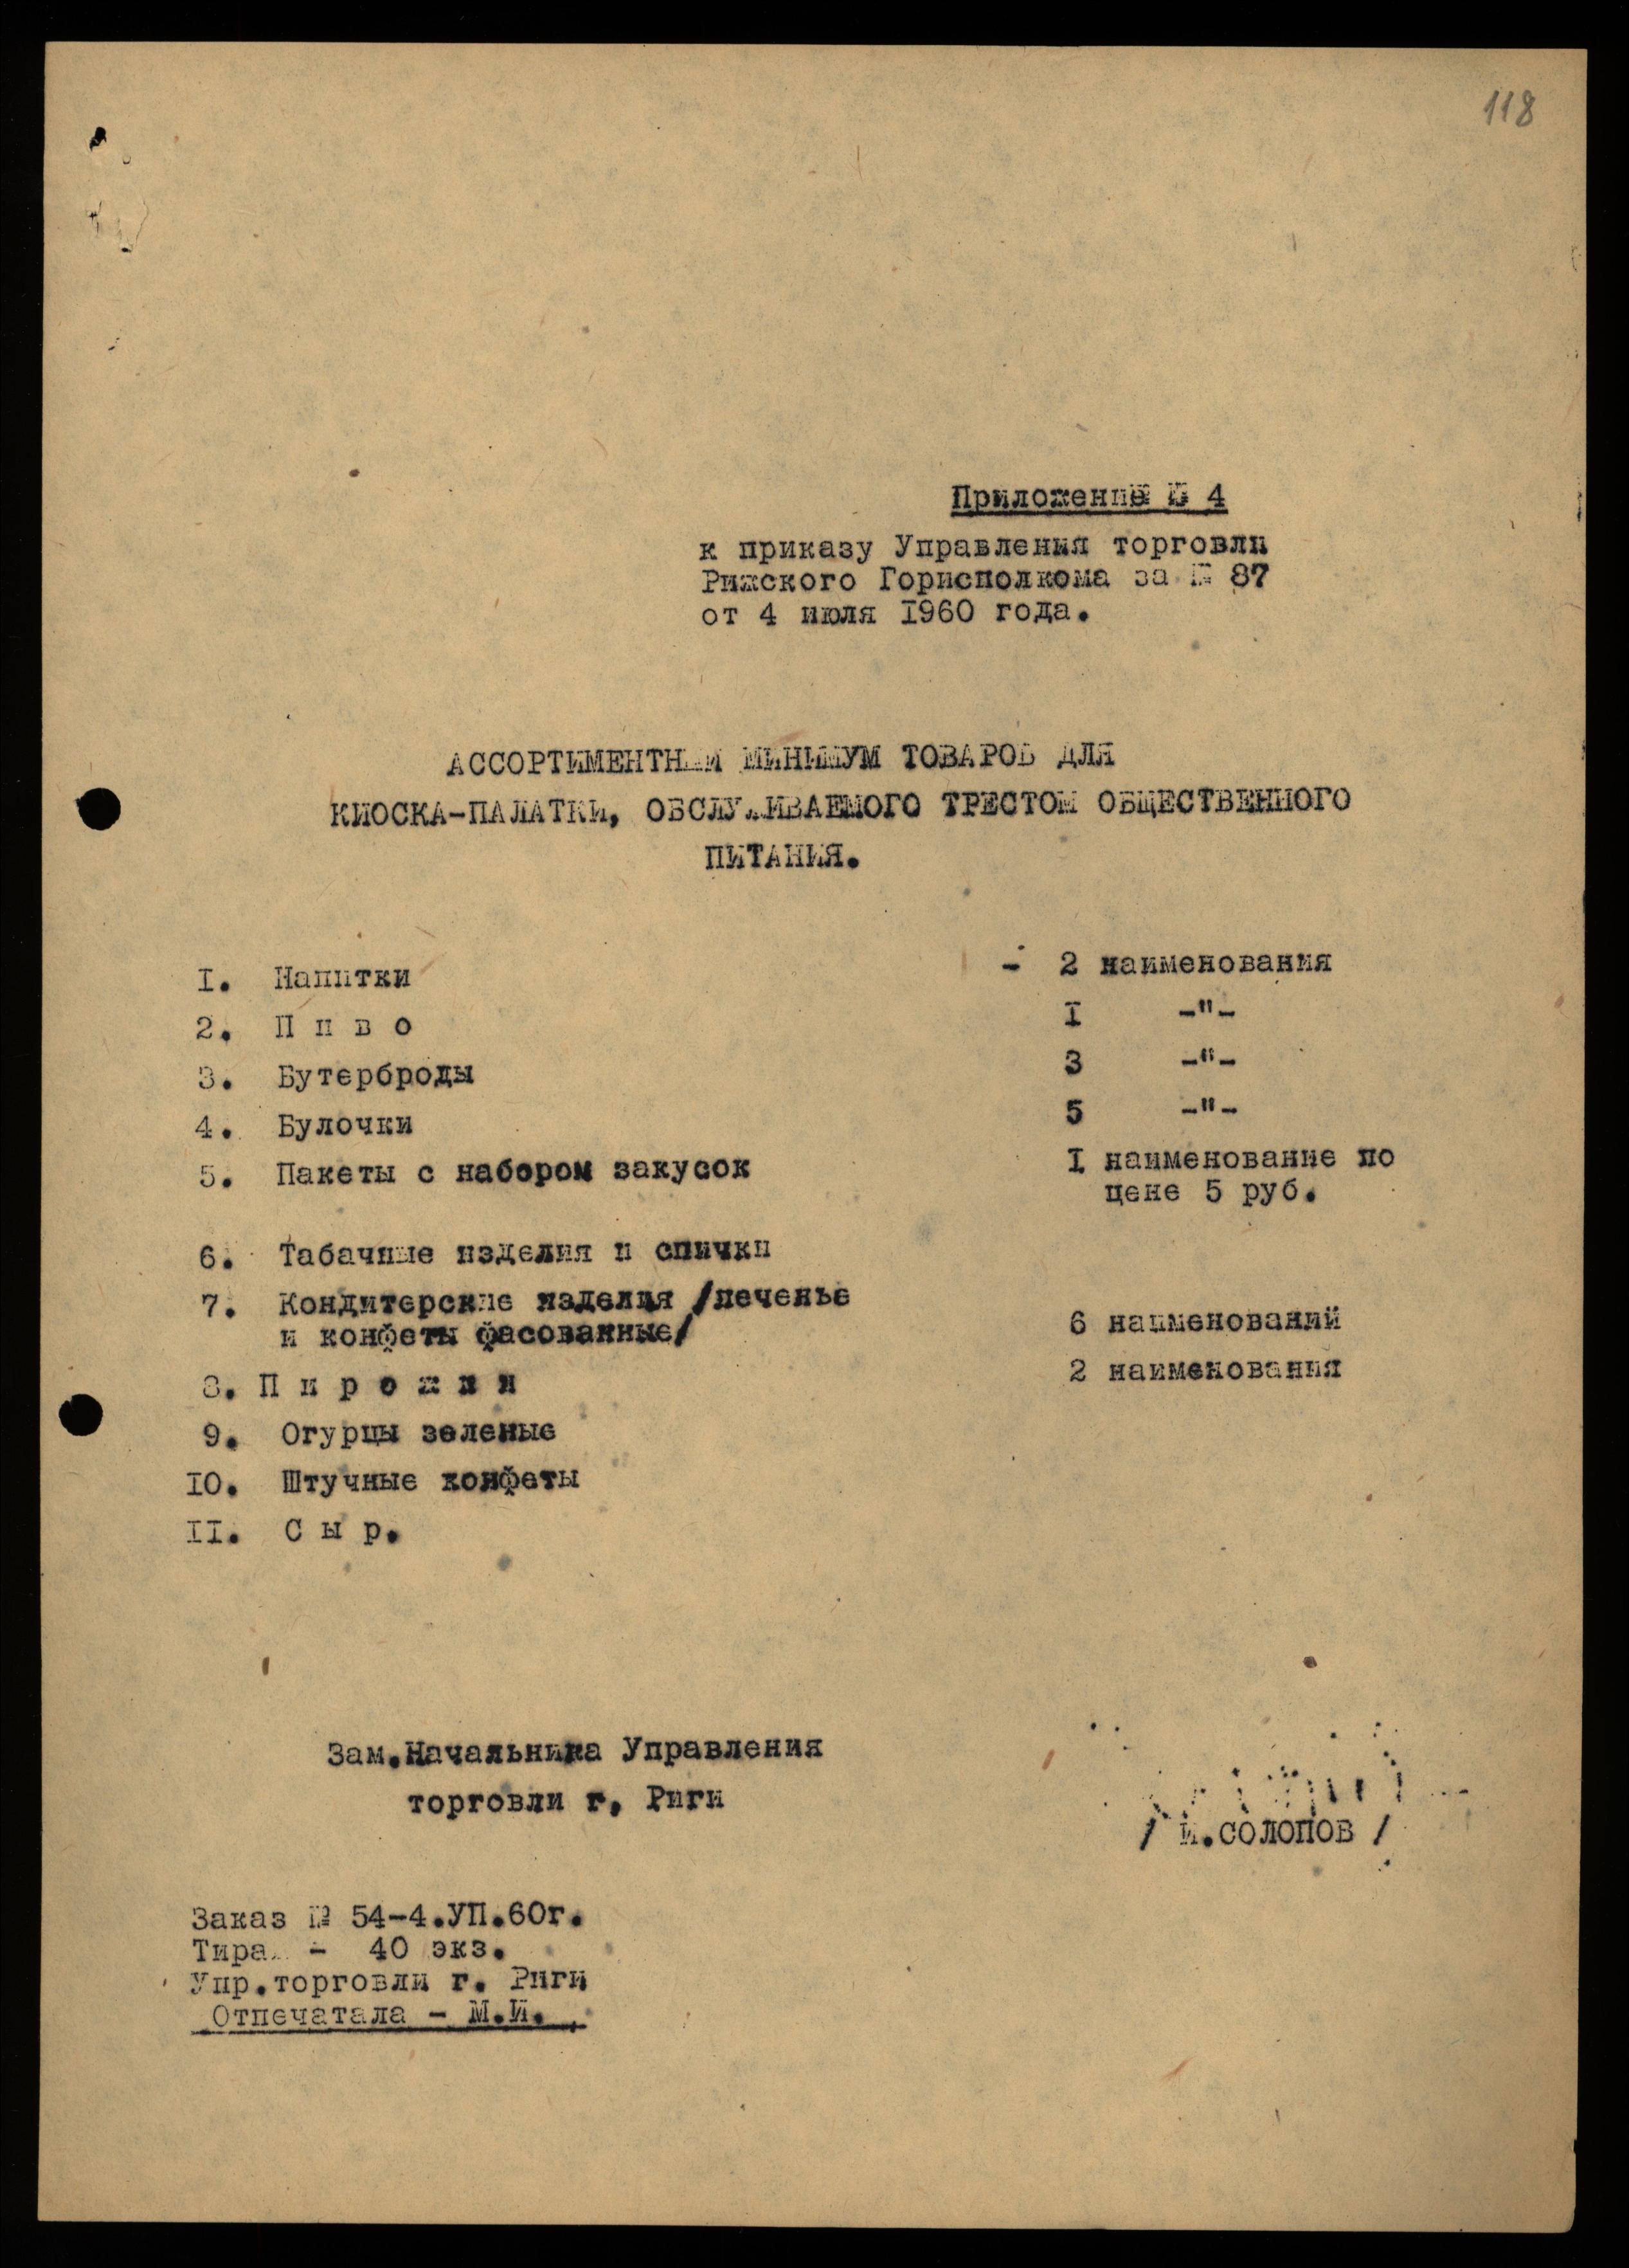 118
Приложение № 4
к приказу Управления торговли
Рижского Горисполкома за № 87
от 4 июля 1960 года.
АССОРТИМЕНТНЫЙ МИНИМУМ ТОВАРОВ ДЛЯ
КИОСКА-ПАЛАТКИ, ОБСЛУЖИВАЕМОГО ТРЕСТОМ ОБЩЕСТВЕННОГО
ПИТАНИЯ.
I. Напитки - 2 наименования
2. П и в о I -"-
3. Бутерброды 3 -"-
4. Булочки 5 -"-
5. Пакеты с набором закусок I наименование по
цене 5 руб.
6. Табачные изделия и спички
7. Кондитерские изделия /печенье
и конфеты фасованные/ 6 наименований
8. П и р о ж к и 2 наименования
9. Огурцы зеленые
IO. Штучные конфеты
II. С ы р.
Зам.Начальника Управления
торговли г, Риги
/ И.СОЛОПОВ /
Заказ № 54-4.УП.60г.
Тираж - 40 экз.
Упр.торговли г. Риги
Отпечатала - М.И.